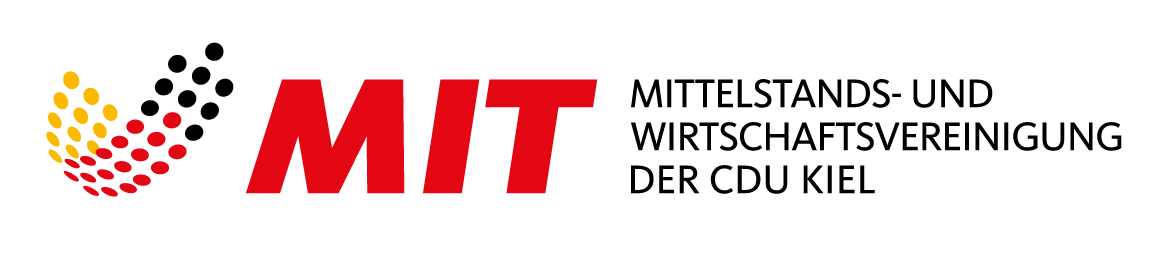 MIT
MITTELSTANDS- UND
WIRTSCHAFTSVEREINIGUNG
DER CDU KIEL